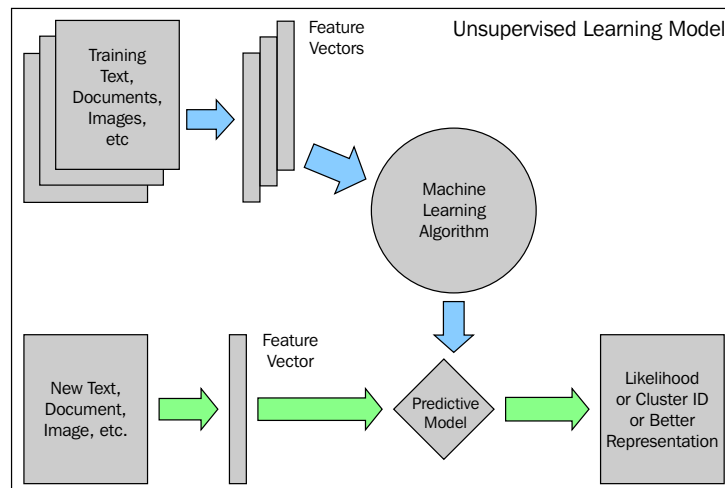 Unsupervised Learning Model
Training
Text,
Documents,
Images,
etc
Feature
Vectors
Machine
Learning
Algorithm
New Text,
Document,
Image, etc.
Feature
Vector
Predictive
Model
Likelihood
or Cluster ID
or Better
Representation